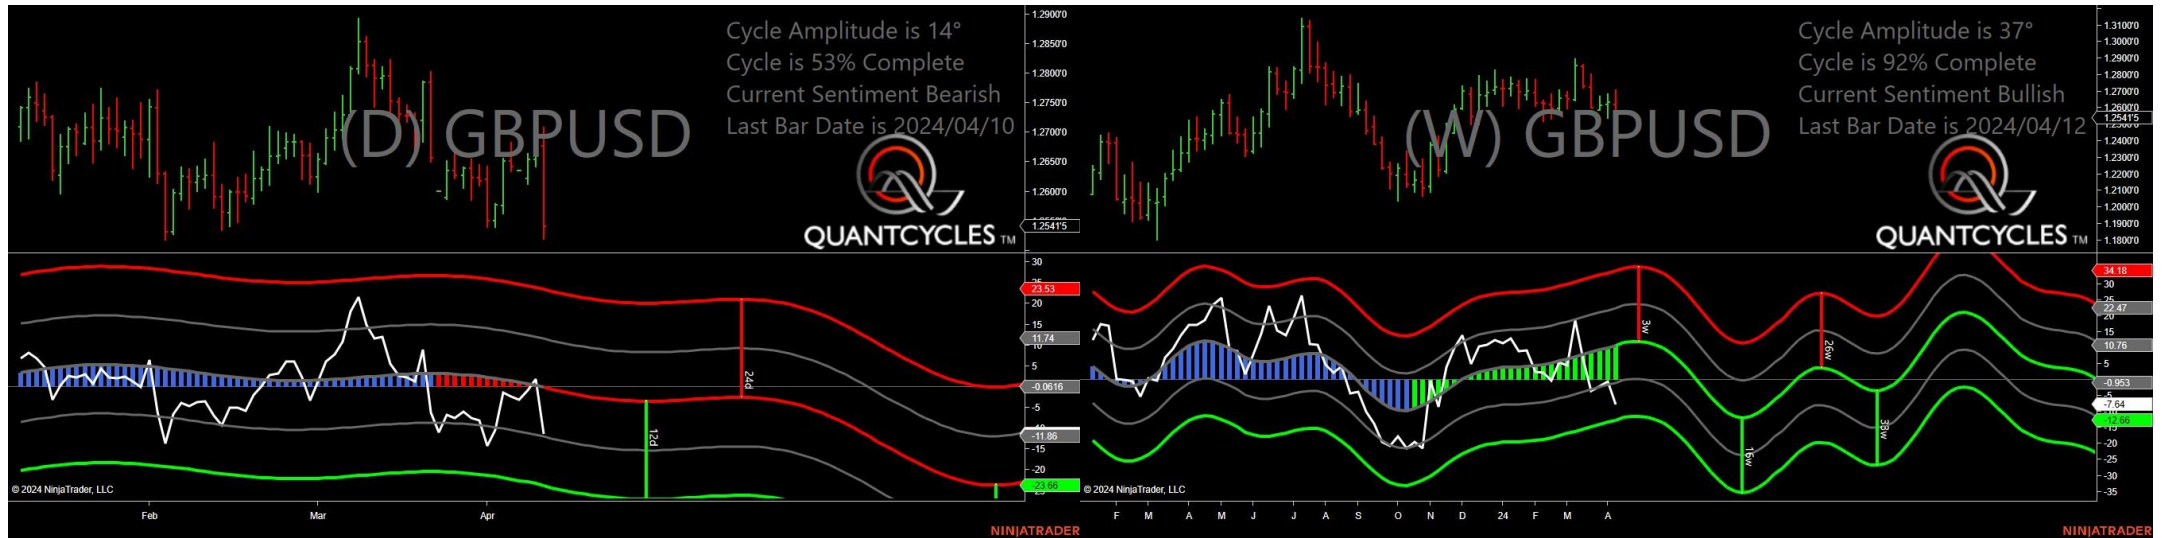 Cycle Amplitude is 14°
Cycle is 53% Complete
Current Sentiment Bearish
Last Bar Date is 2024/04/10
(D) GBPUSD
QUANTCYCLES TM
1.2900'0
1.2850'0
1.2800'0
1.2750'0
1.2700'0
1.2650'0
1.2600'0
1.2541'5
30
23.53
20
15
11.74
5
-0.0616
-5
-11.86
-15
-20
-23.66
24d
12d
© 2024 NinjaTrader, LLC
Feb
Mar
Apr
NINJATRADER
Cycle Amplitude is 37°
Cycle is 92% Complete
Current Sentiment Bullish
Last Bar Date is 2024/04/12
(W) GBPUSD
QUANTCYCLES TM
1.3100'0
1.3000'0
1.2900'0
1.2800'0
1.2700'0
1.2600'0
1.2541'5
1.2400'0
1.2300'0
1.2200'0
1.2100'0
1.2000'0
1.1900'0
1.1800'0
34.18
30
25
22.47
15
10.76
5
-0.953
-5
-7.64
-12.66
-20
-25
-30
-35
3w
26w
16w
33w
© 2024 NinjaTrader, LLC
F
M
A
M
J
J
A
S
O
N
D
24
F
M
A
NINJATRADER